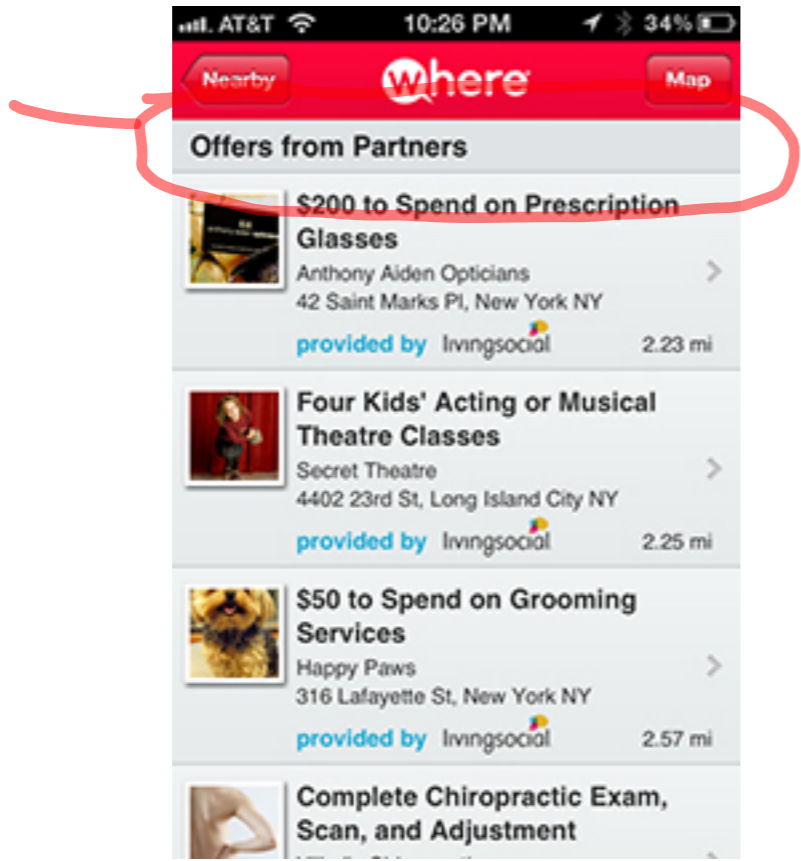 AT&T 10:26 PM 34%
Nearby where Map
Offers from Partners
$200 to Spend on Prescription
Glasses
Anthony Aiden Opticians
42 Saint Marks Pl, New York NY
provided by livingsocial 2.23 mi
Four Kids' Acting or Musical
Theatre Classes
Secret Theatre
4402 23rd St, Long Island City NY
provided by livingsocial 2.25 mi
$50 to Spend on Grooming
Services
Happy Paws
316 Lafayette St, New York NY
provided by livingsocial 2.57 mi
Complete Chiropractic Exam,
Scan, and Adjustment